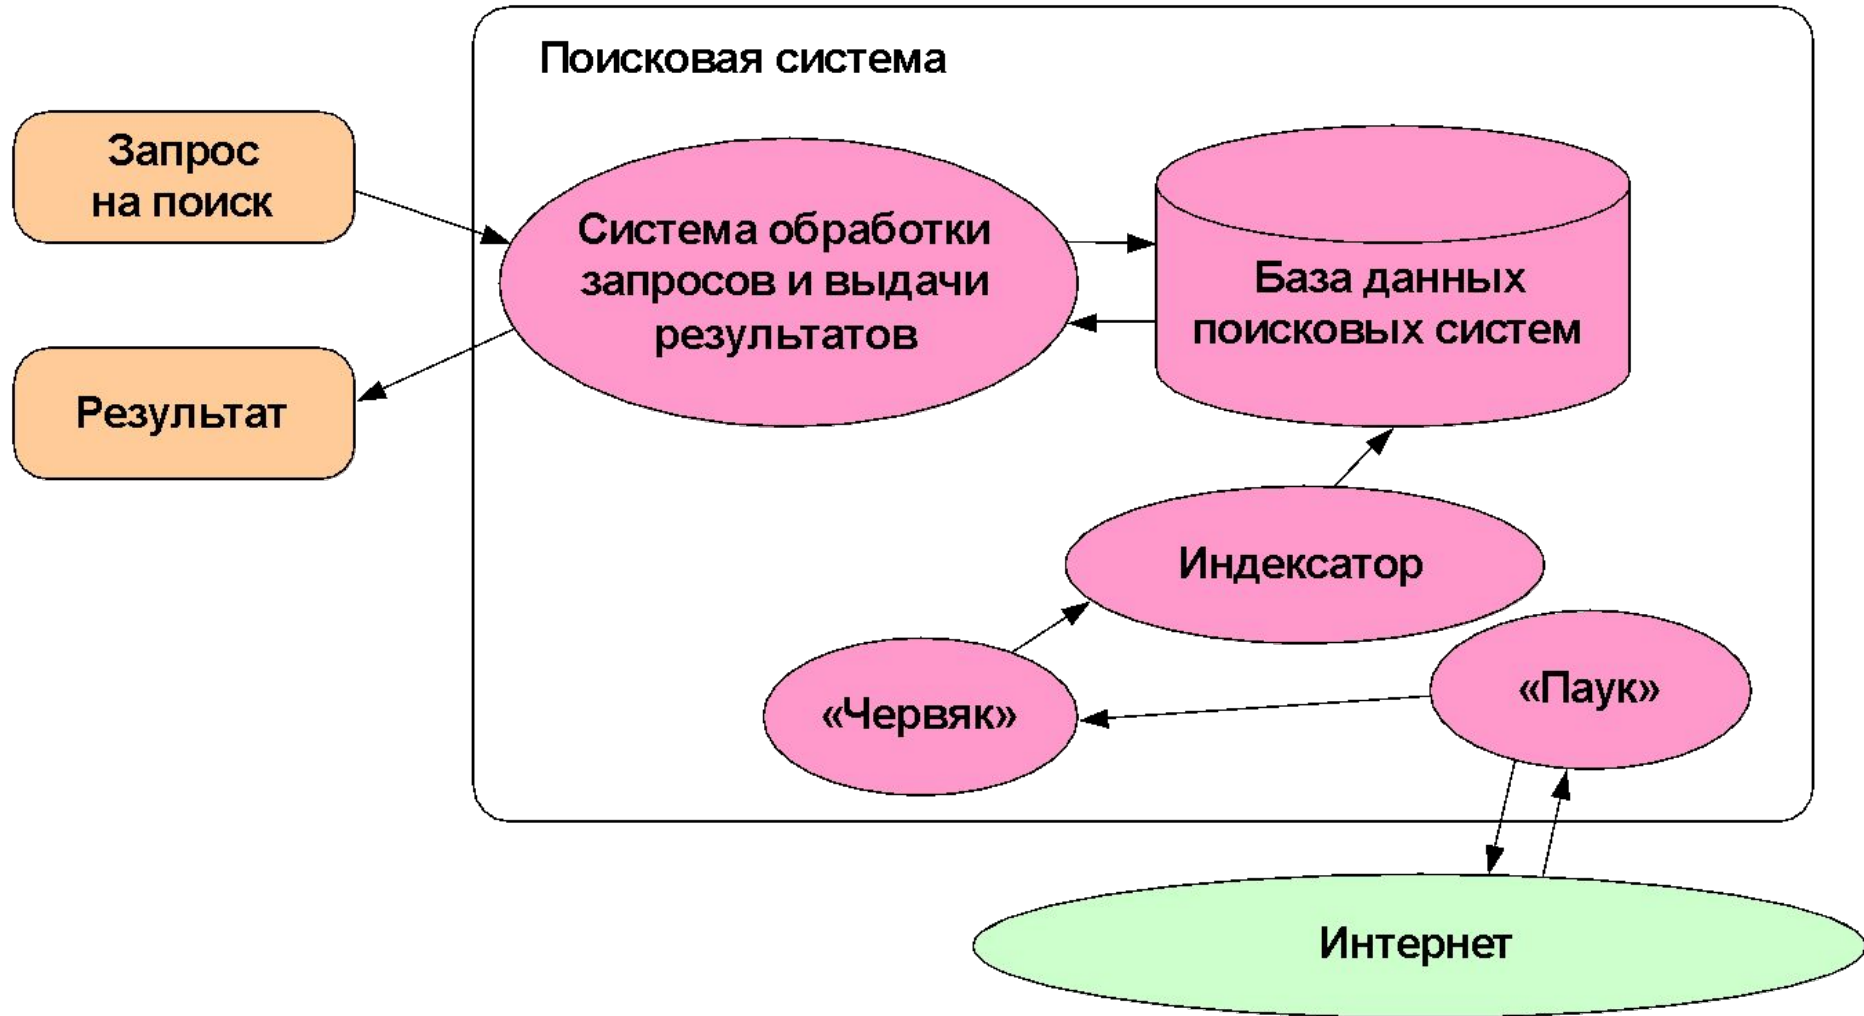 Поисковая система
Запрос
на поиск
Система обработки
запросов и выдачи
результатов
База данных
поисковых систем
Результат
Индексатор
«Червяк»
«Паук»
Интернет